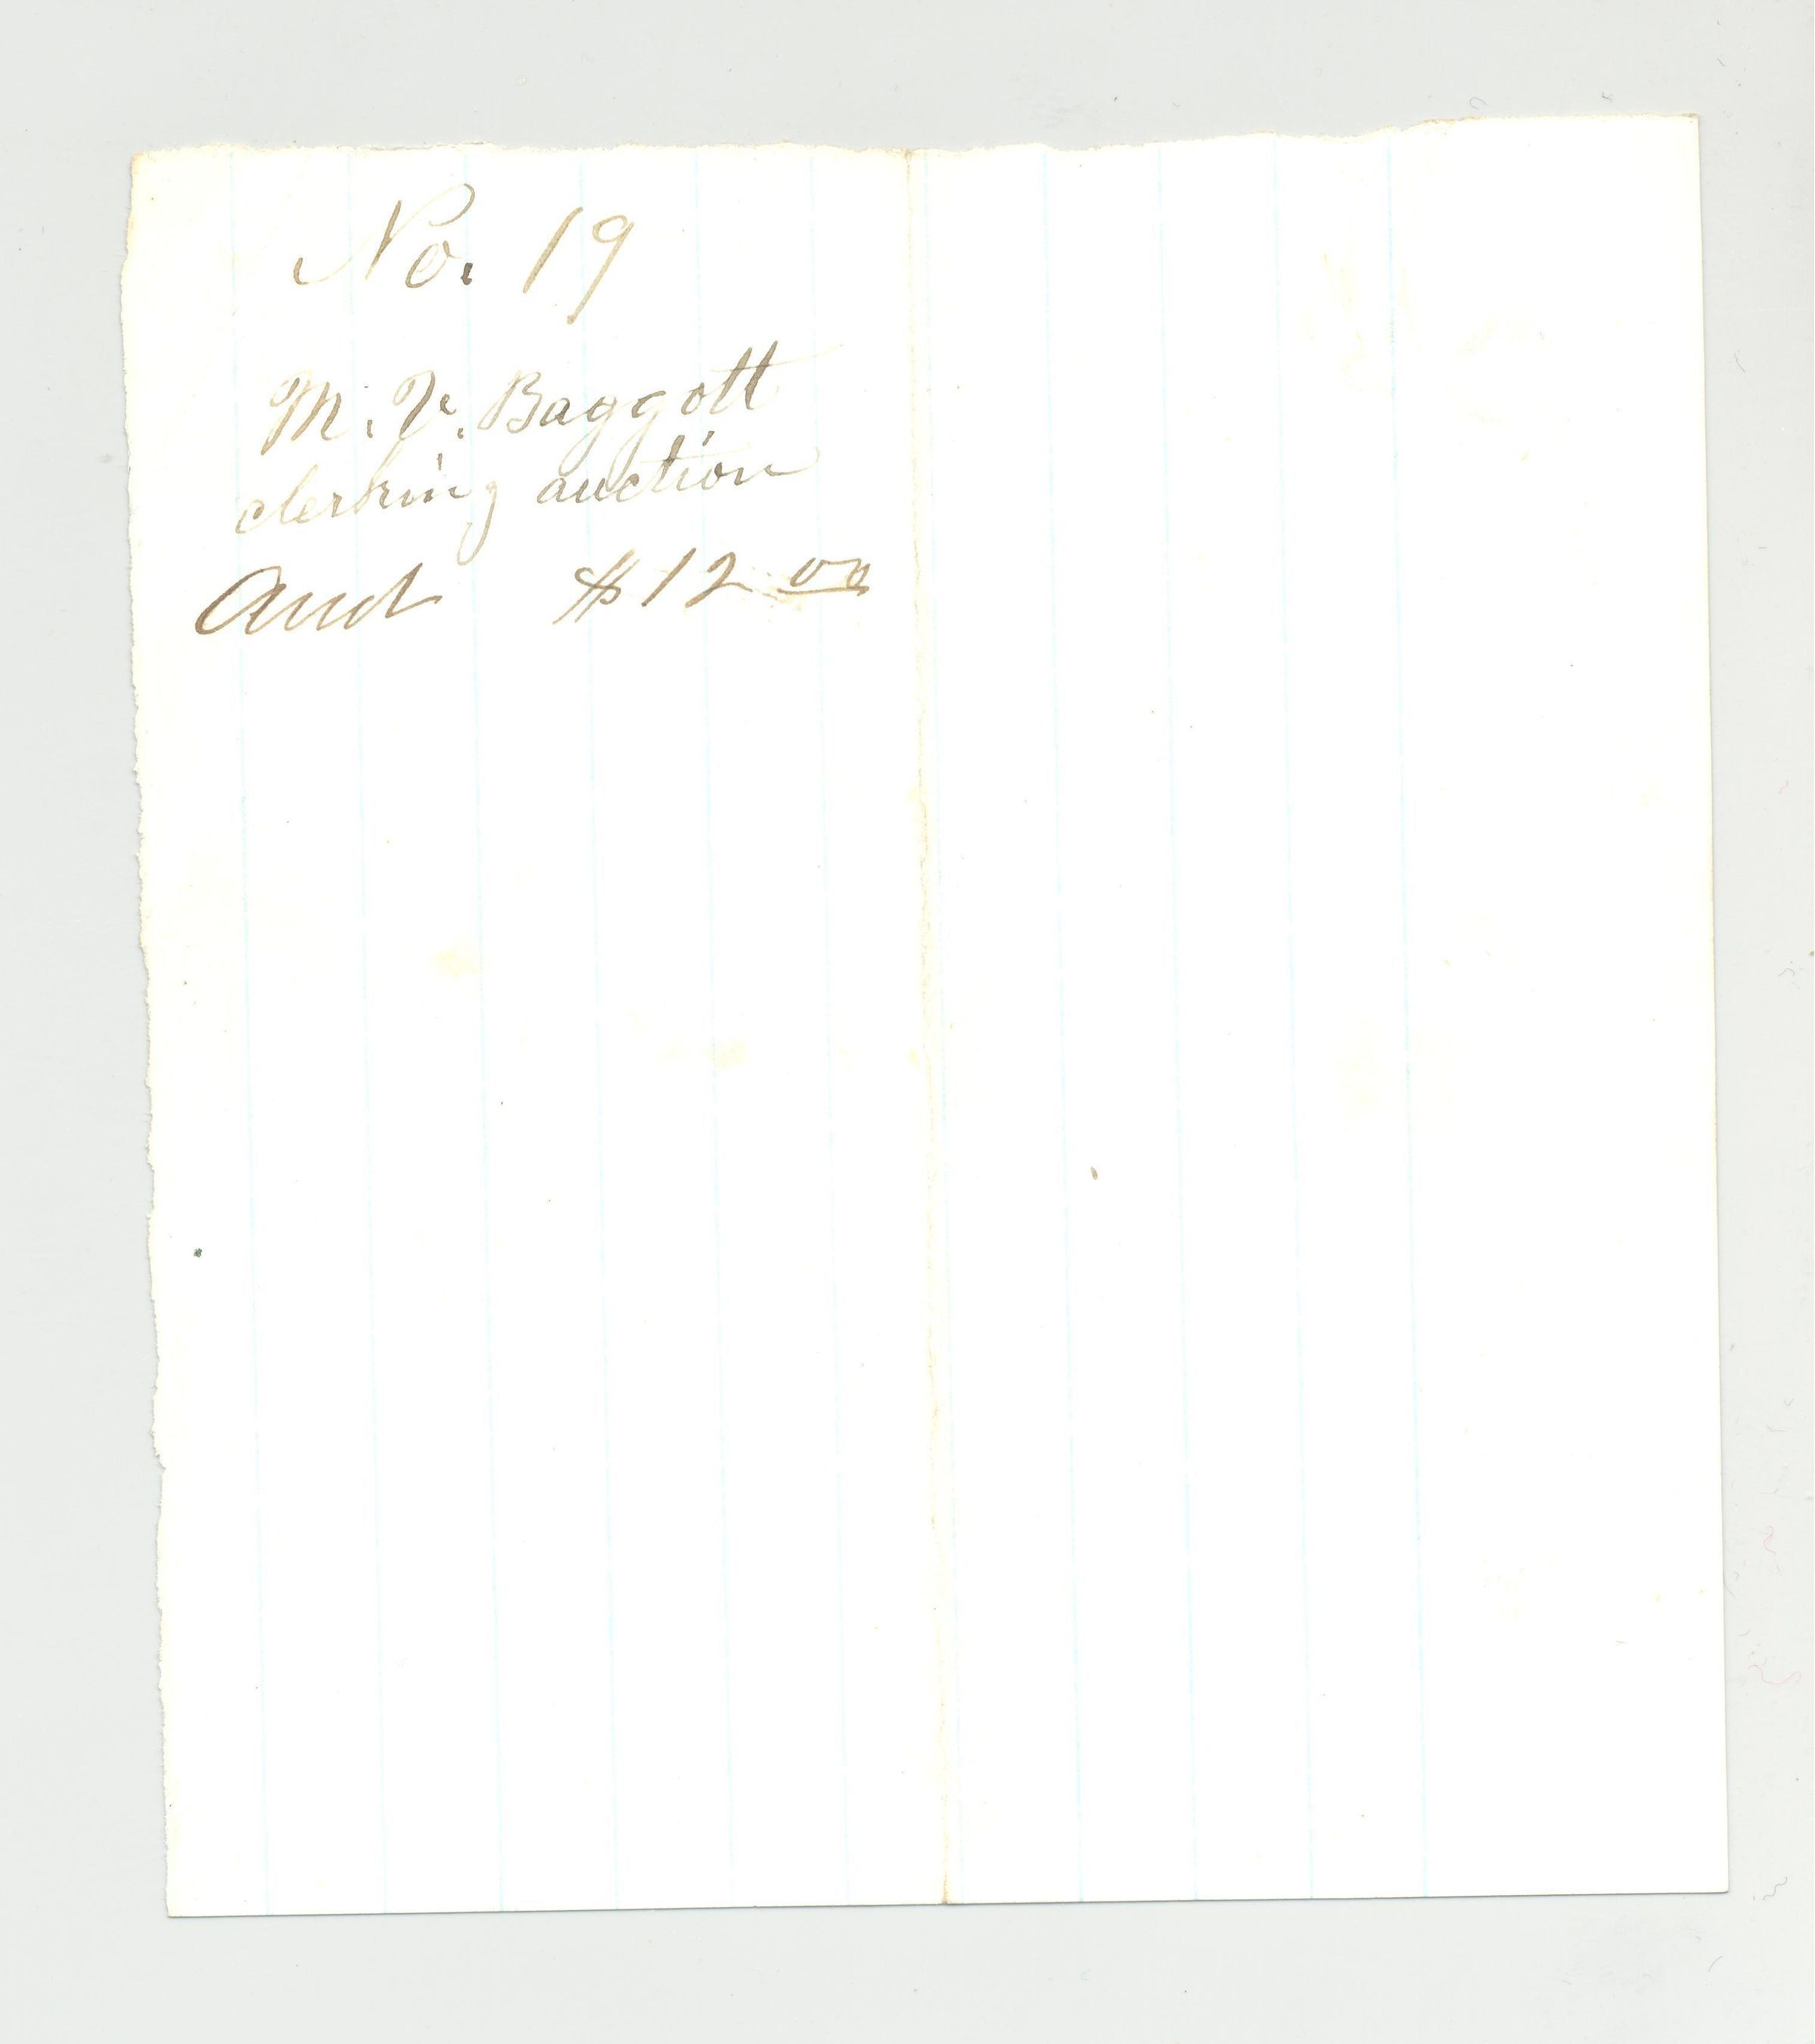 No. 19
M. V. Baggott
clerking auction
Amt $12 00